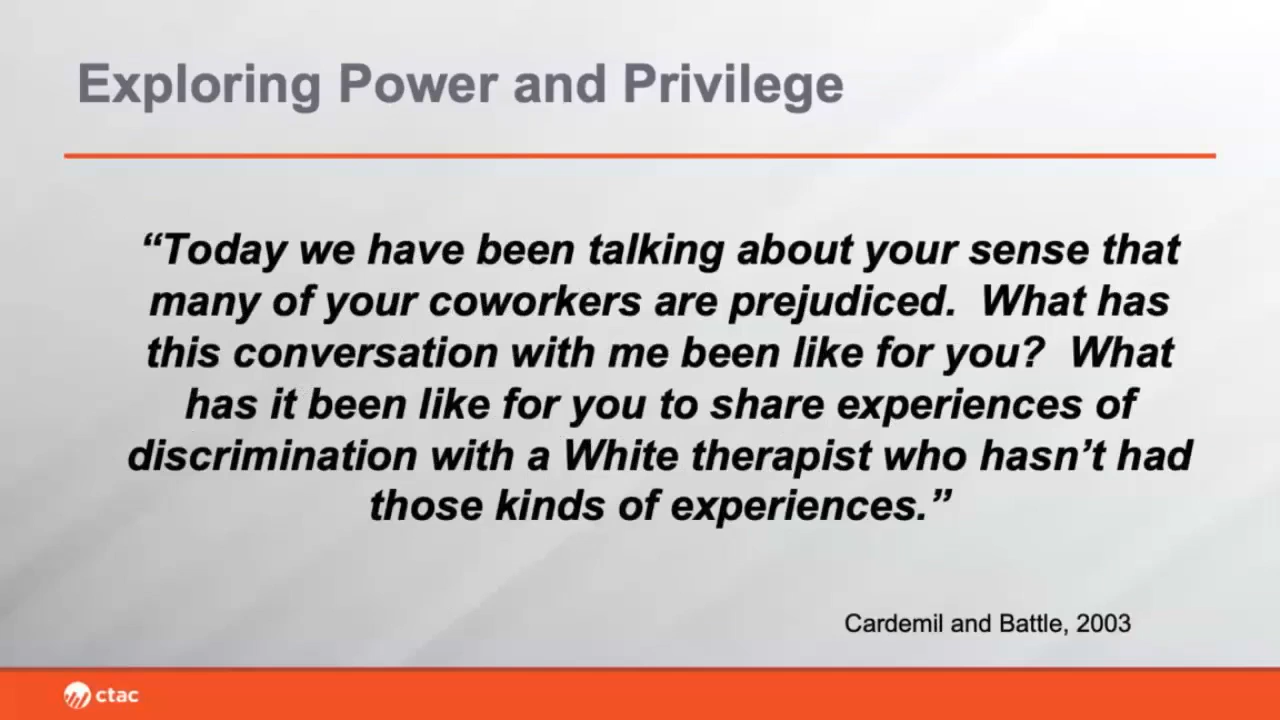 Exploring Power and Privilege
“Today we have been talking about your sense that
many of your coworkers are prejudiced.  What has
this conversation with me been like for you?  What
has it been like for you to share experiences of
discrimination with a White therapist who hasn’t had
those kinds of experiences.”
Cardemil and Battle, 2003
ctac